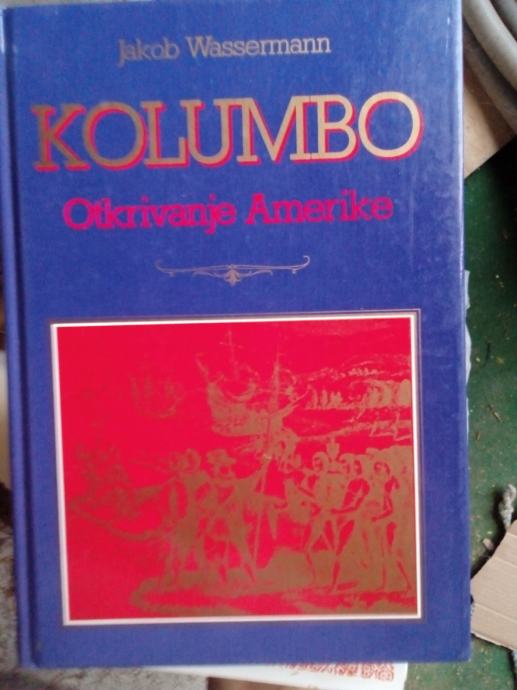 Jakob Wassermann
KOLUMBO
Otkrivanje Amerike